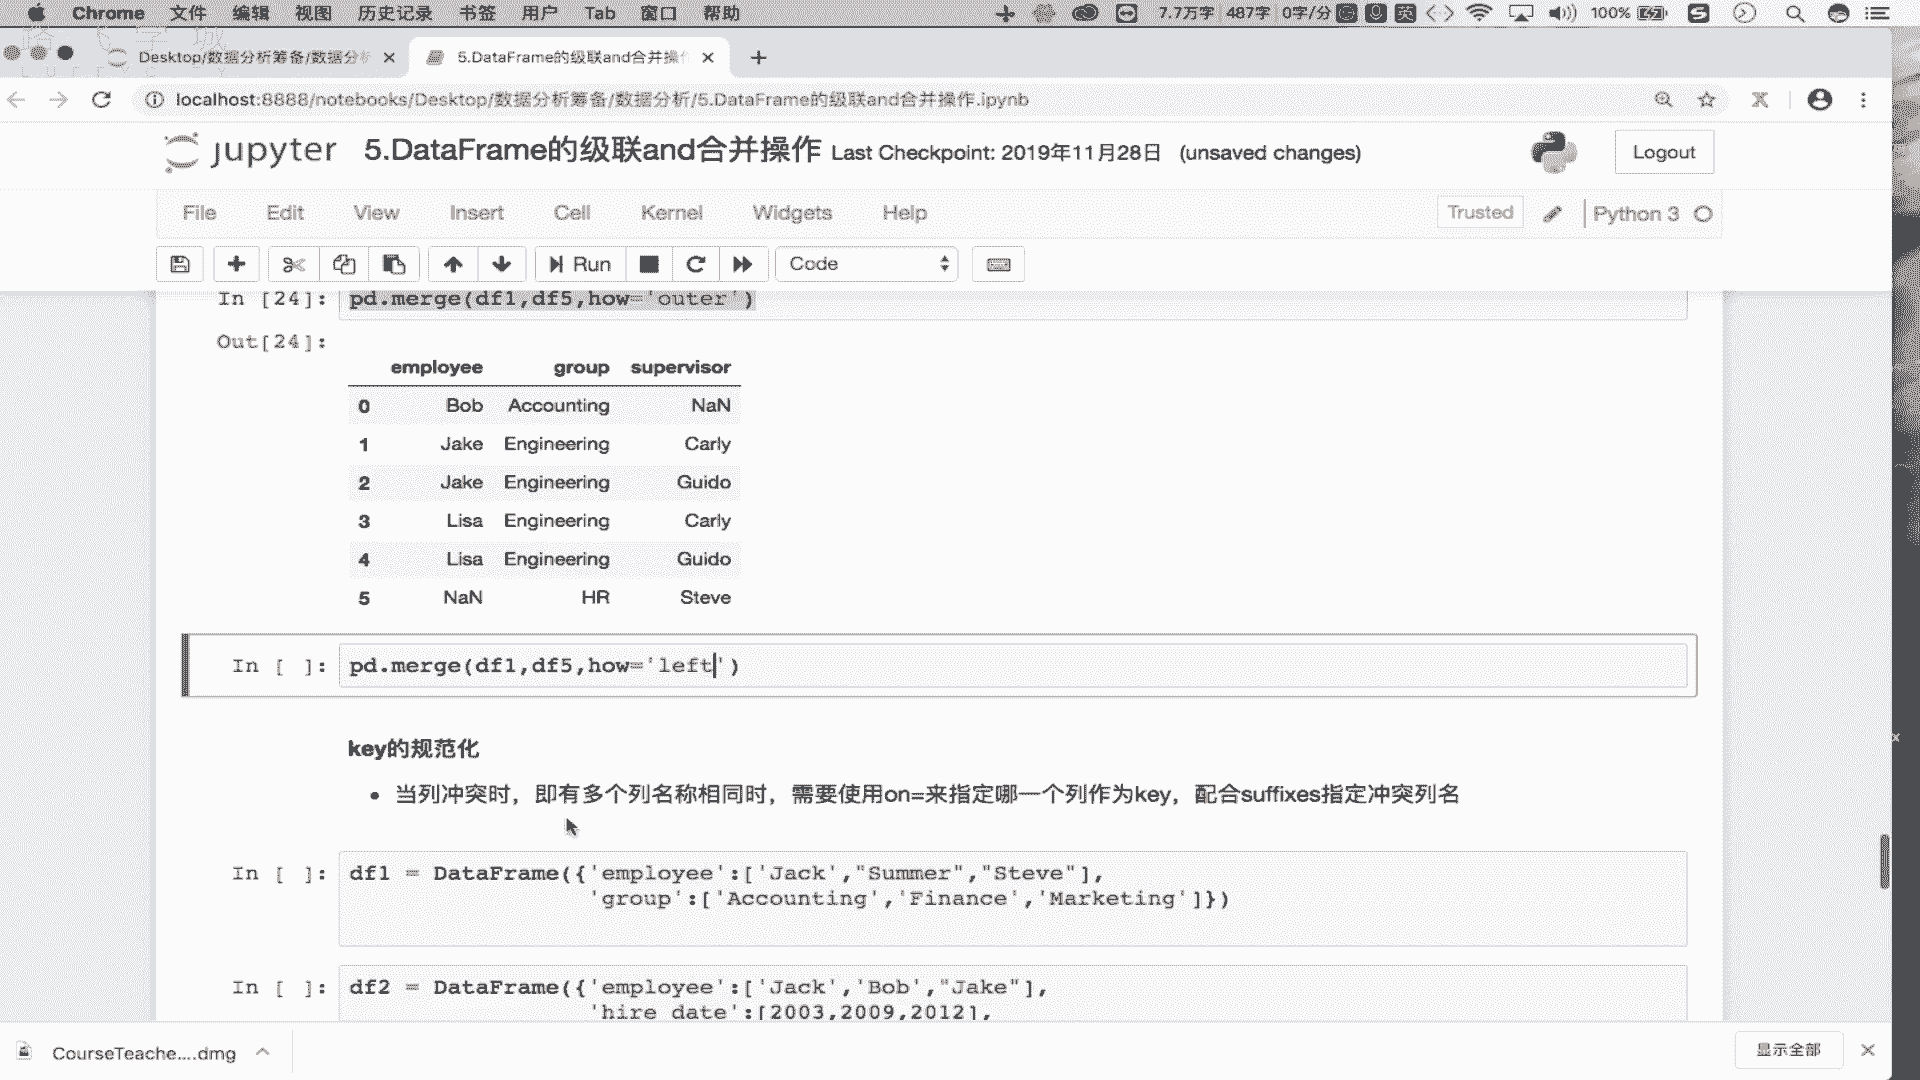 Chrome 文件 编辑 视图 历史记录 书签 用户 Tab 窗口 帮助 7.7万字 487字 0字/分 英 100%
Desktop/数据分析筹备/数据分析
5.DataFrame的级联and合并操作
localhost:8888/notebooks/Desktop/数据分析筹备/数据分析/5.DataFrame的级联and合并操作.ipynb
jupyter 5.DataFrame的级联and合并操作 Last Checkpoint: 2019年11月28日 (unsaved changes)
Logout
File Edit View Insert Cell Kernel Widgets Help
Trusted Python 3
Run Code
In [24]: pd.merge(df1,df5,how='outer')
Out[24]:
employee group supervisor
0 Bob Accounting NaN
1 Jake Engineering Carly
2 Jake Engineering Guido
3 Lisa Engineering Carly
4 Lisa Engineering Guido
5 NaN HR Steve
In [ ]: pd.merge(df1,df5,how='left')
key的规范化
• 当列冲突时，即有多个列名称相同时，需要使用on=来指定哪一个列作为key，配合suffixes指定冲突列名
In [ ]: df1 = DataFrame({'employee':['Jack',"Summer","Steve"],
'group':['Accounting','Finance','Marketing']})
In [ ]: df2 = DataFrame({'employee':['Jack','Bob',"Jake"],
'hire_date':[2003,2009,2012],
CourseTeache....dmg
显示全部